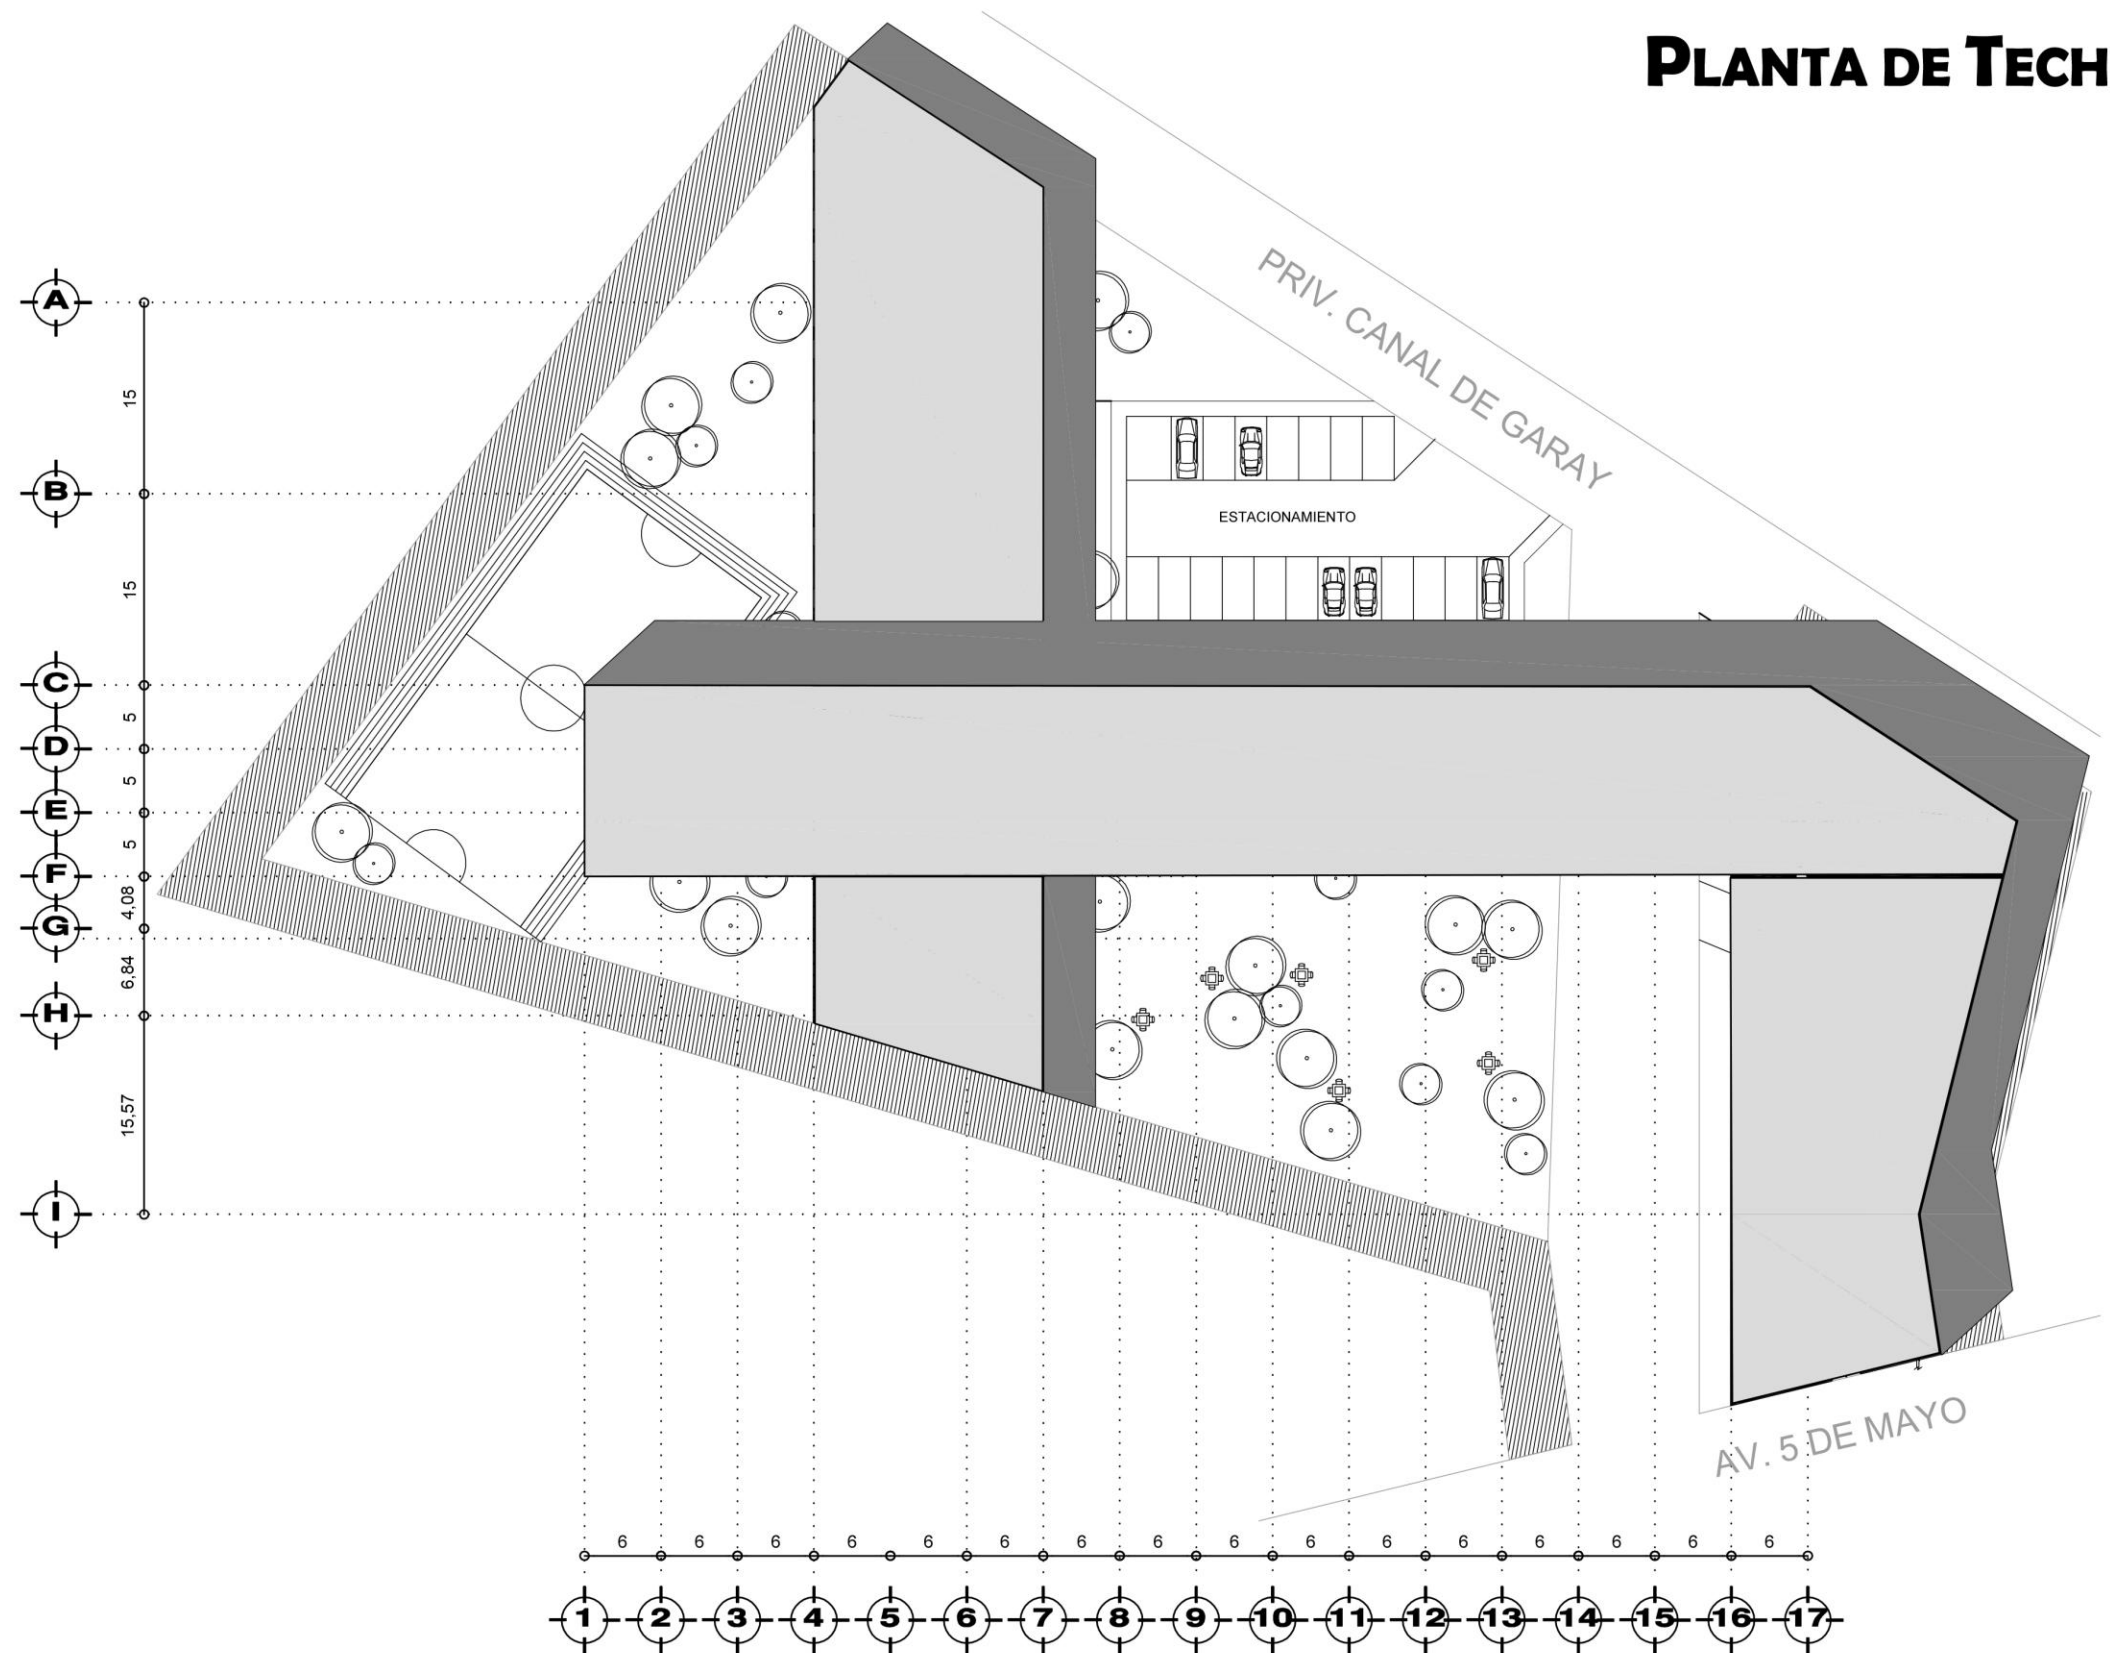 PLANTA DE TECH
PRIV. CANAL DE GARAY
A
15
B
ESTACIONAMIENTO
15
C
5
D
5
E
5
F
4,08
G
6,84
H
15,57
I
AV. 5 DE MAYO
6 6 6 6 6 6 6 6 6 6 6 6 6 6 6 6
1 2 3 4 5 6 7 8 9 10 11 12 13 14 15 16 17